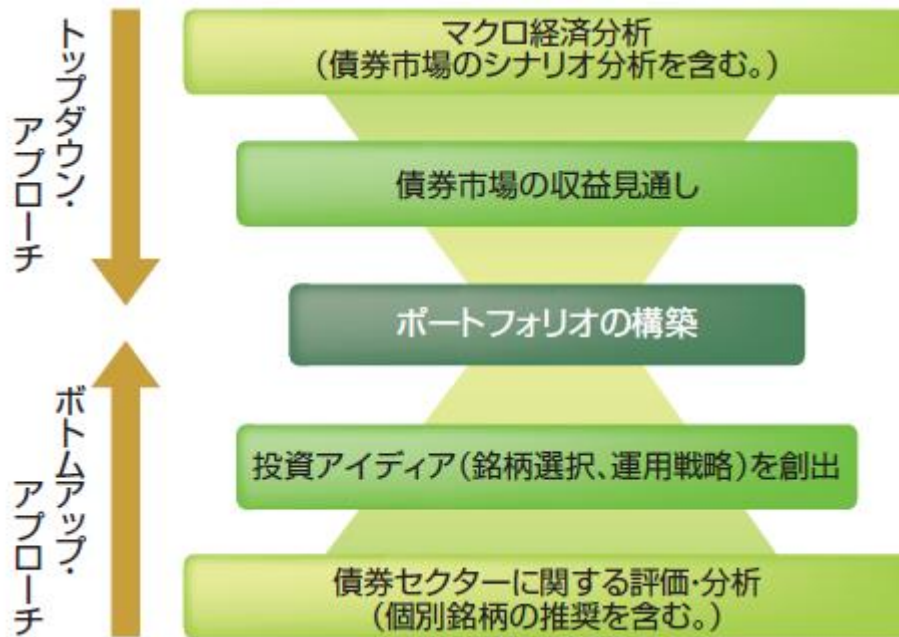 トップダウン・
アプローチ
マクロ経済分析
(債券市場のシナリオ分析を含む。)
債券市場の収益見通し
ポートフォリオの構築
ボトムアップ・
アプローチ
投資アイディア(銘柄選択、運用戦略)を創出
債券セクターに関する評価・分析
(個別銘柄の推奨を含む。)